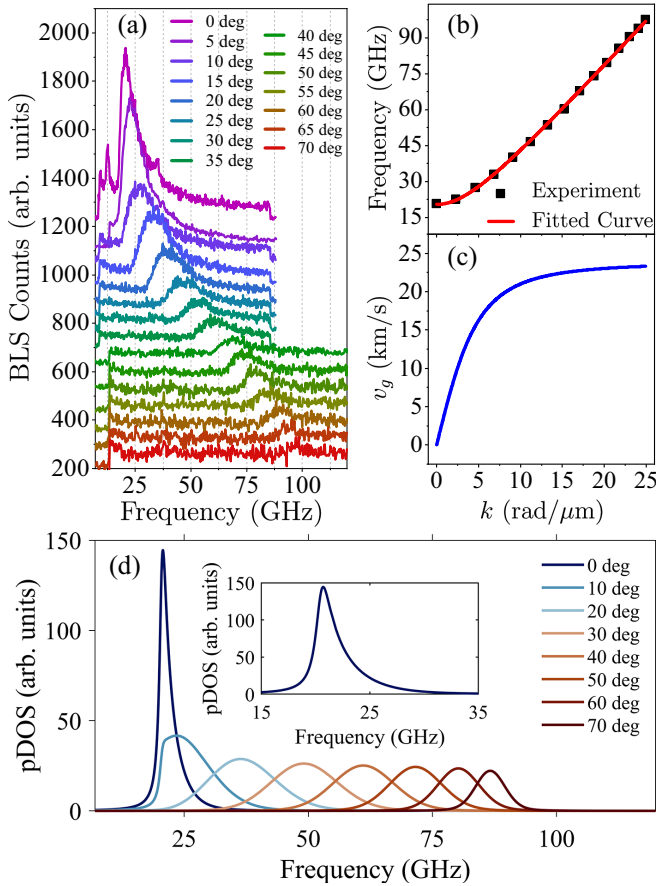 (a)
0 deg
5 deg
10 deg
15 deg
20 deg
25 deg
30 deg
35 deg
40 deg
45 deg
50 deg
55 deg
60 deg
65 deg
70 deg
BLS Counts (arb. units)
2000
1800
1600
1400
1200
1000
800
600
400
200
25
50
75
100
Frequency (GHz)
(b)
Frequency (GHz)
90
75
60
45
30
15
Experiment
Fitted Curve
(c)
v_g (km/s)
25
20
15
10
5
0
0
5
10
15
20
25
k (rad/μm)
(d)
pDOS (arb. units)
150
100
50
0
25
50
75
100
Frequency (GHz)
pDOS (arb. units)
150
100
50
0
15
25
35
Frequency (GHz)
0 deg
10 deg
20 deg
30 deg
40 deg
50 deg
60 deg
70 deg